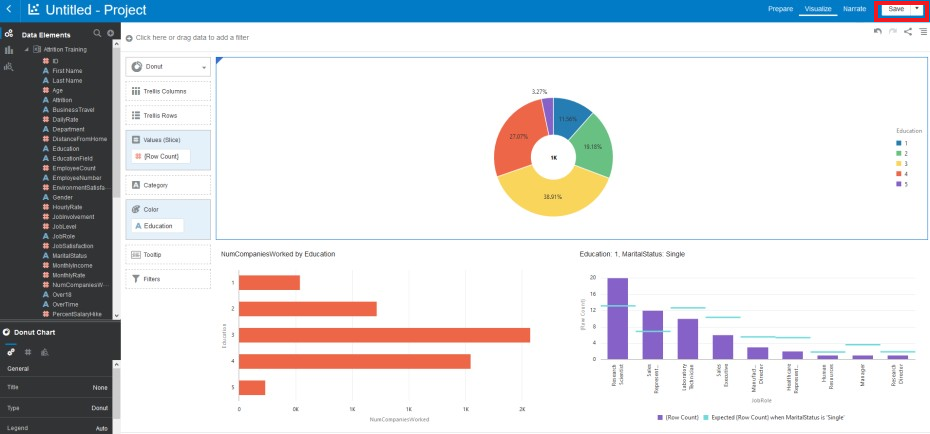 Untitled - Project
Prepare
Visualize
Narrate
Save
Data Elements
Attrition Training
ID
First Name
Last Name
Age
Attrition
BusinessTravel
DailyRate
Department
DistanceFromHome
Education
EducationField
EmployeeCount
EmployeeNumber
EnvironmentSatisfa...
Gender
HourlyRate
JobInvolement
JobLevel
JobRole
JobSatisfaction
MaritalStatus
MonthlyIncome
MonthlyRate
NumCompaniesW...
Over18
OverTime
PercentSalaryHike
Donut Chart
General
Title None
Type Donut
Legend Auto
Click here or drag data to add a filter
Donut
Trellis Columns
Trellis Rows
Values (Slice)
(Row Count)
Category
Color
Education
Tooltip
Filters
3.27%
11.56%
27.07%
18.18%
1K
38.91%
Education
1
2
3
4
5
NumCompaniesWorked by Education
Education
1
2
3
4
5
0 0K 1K 2K 2K
NumCompaniesWorked
Education: 1, MaritalStatus: Single
(Row Count)
20
16
12
8
4
0
Research Scientist
Sales Represent...
Laboratory Technician
Sales Executive
Manufact... Director
Healthcare Represent...
Human Resources
Manager
Research Director
JobRole
(Row Count) Expected (Row Count) when MaritalStatus is 'Single'